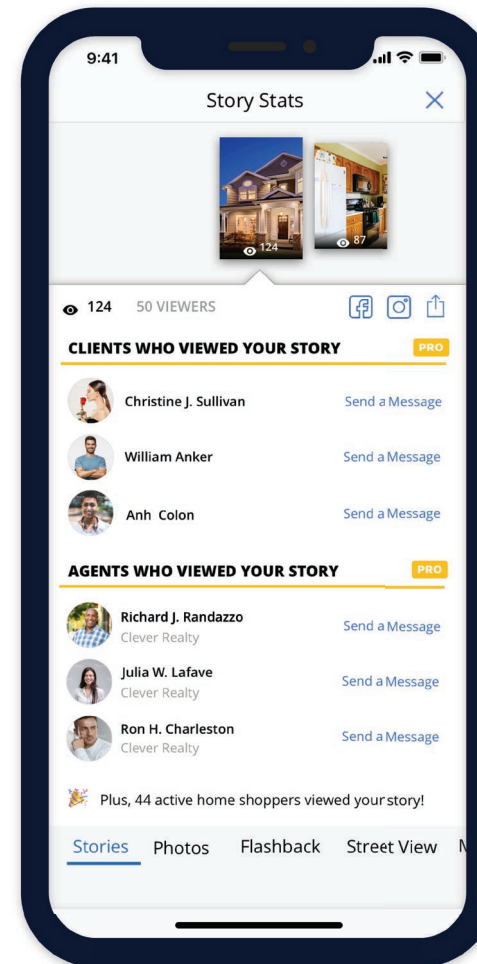 9:41
Story Stats
124
87
124 50 VIEWERS
CLIENTS WHO VIEWED YOUR STORY PRO
Christine J. Sullivan Send a Message
William Anker Send a Message
Anh Colon Send a Message
AGENTS WHO VIEWED YOUR STORY PRO
Richard J. Randazzo
Clever Realty
Send a Message
Julia W. Lafave
Clever Realty
Send a Message
Ron H. Charleston
Clever Realty
Send a Message
Plus, 44 active home shoppers viewed your story!
Stories Photos Flashback Street View